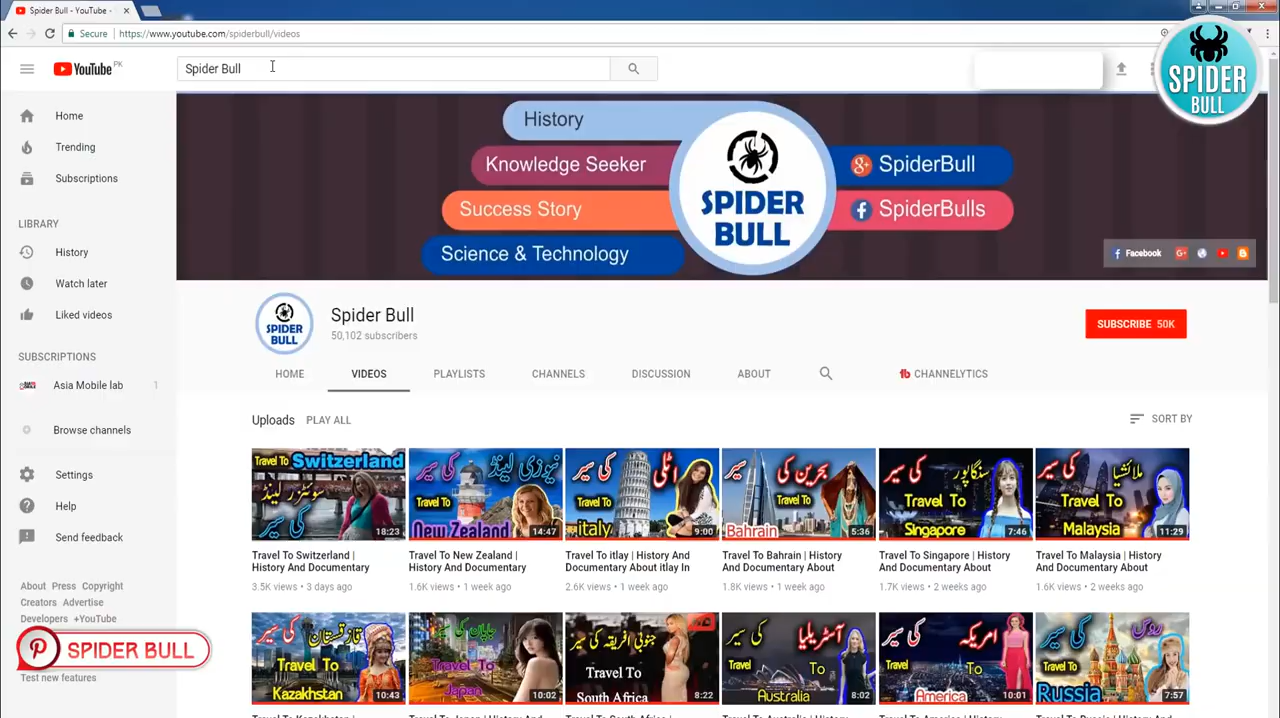 Spider Bull - YouTube -
Secure https://www.youtube.com/spiderbull/videos
YouTube PK
Spider Bull
SPIDER
BULL
Home
Trending
Subscriptions
LIBRARY
History
Watch later
Liked videos
SUBSCRIPTIONS
Asia Mobile lab 1
Browse channels
Settings
Help
Send feedback
About Press Copyright
Creators Advertise
Developers +YouTube
SPIDER BULL
Test new features
History
Knowledge Seeker
Success Story
Science & Technology
SPIDER
BULL
SpiderBull
SpiderBulls
Facebook
SPIDER
BULL
Spider Bull
50,102 subscribers
SUBSCRIBE 50K
HOME VIDEOS PLAYLISTS CHANNELS DISCUSSION ABOUT CHANNELYTICS
Uploads PLAY ALL
SORT BY
Travel To Switzerland
سوئٹزر لینڈ
کی سیر
18:23
Travel To Switzerland |
History And Documentary
3.5K views • 3 days ago
نیوزی لینڈ کی سیر
Travel To
New Zealand
14:47
Travel To New Zealand |
History And Documentary
1.6K views • 1 week ago
اٹلی کی سیر
Travel To
italy
9:00
Travel To itlay | History And
Documentary About itlay In
2.6K views • 1 week ago
بحرین کی سیر
Travel To
Bahrain
5:36
Travel To Bahrain | History
And Documentary About
1.8K views • 1 week ago
سنگاپور کی سیر
Travel To
Singapore
7:46
Travel To Singapore | History
And Documentary About
1.7K views • 2 weeks ago
ملائشیا کی سیر
Travel To
Malaysia
11:29
Travel To Malaysia | History
And Documentary About
1.6K views • 2 weeks ago
قازقستان کی سیر
Travel To
Kazakhstan
10:43
جاپان کی سیر
Travel To
Japan
10:02
جنوبی افریقہ کی سیر
Travel To
South Africa
8:22
آسٹریلیا کی سیر
Travel To
Australia
8:02
امریکہ کی سیر
Travel To
America
10:01
روس کی سیر
Travel To
Russia
7:57